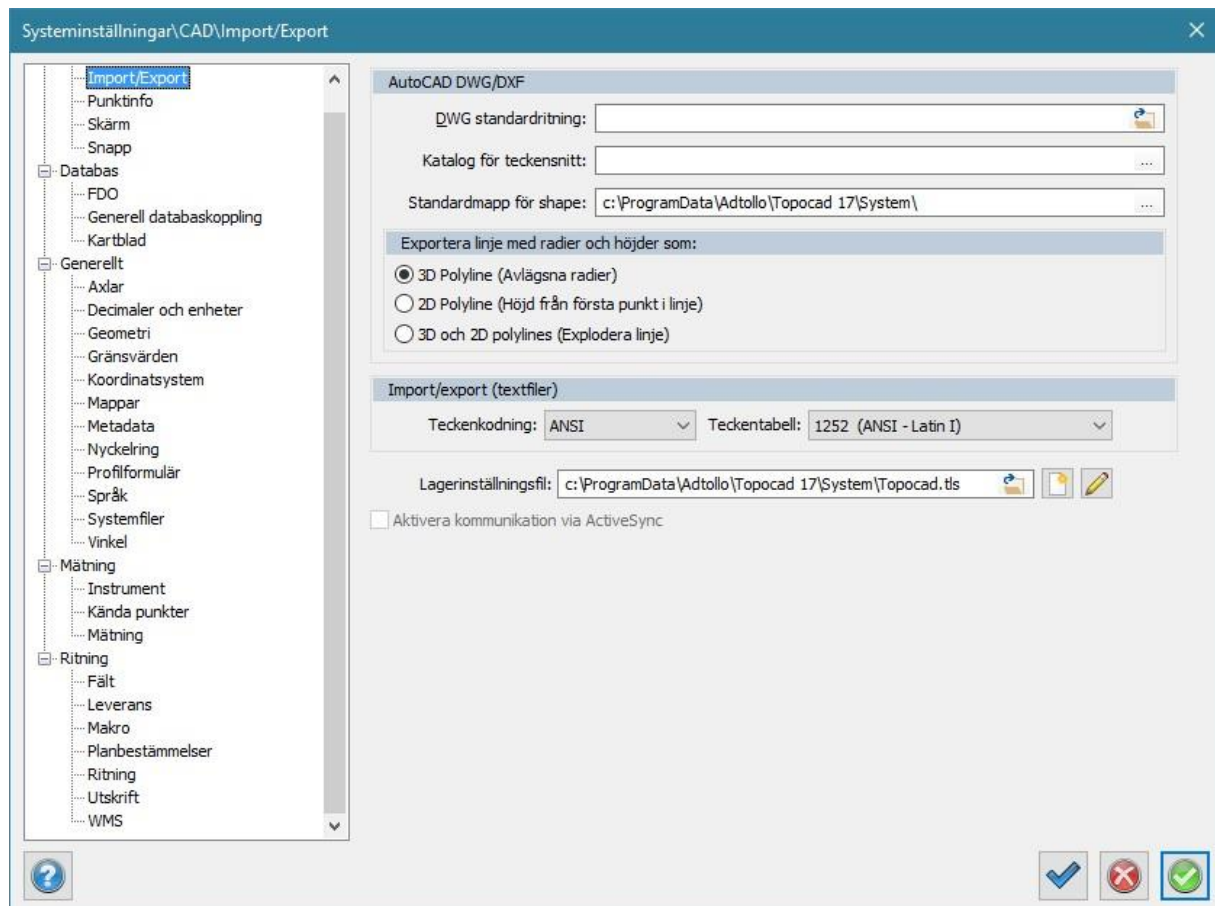 Systeminställningar\CAD\Import/Export
Import/Export
Punktinfo
Skärm
Snapp
Databas
FDO
Generell databaskoppling
Kartblad
Generellt
Axlar
Decimaler och enheter
Geometri
Gränsvärden
Koordinatsystem
Mappar
Metadata
Nyckelring
Profilformulär
Språk
Systemfiler
Vinkel
Mätning
Instrument
Kända punkter
Mätning
Ritning
Fält
Leverans
Makro
Planbestämmelser
Ritning
Utskrift
WMS
AutoCAD DWG/DXF
DWG standardritning:
Katalog för teckensnitt: ...
Standardmapp för shape: c:\ProgramData\Adtollo\Topocad 17\System\ ...
Exportera linje med radier och höjder som:
3D Polyline (Avlägsna radier)
2D Polyline (Höjd från första punkt i linje)
3D och 2D polylines (Explodera linje)
Import/export (textfiler)
Teckenkodning: ANSI Teckentabell: 1252 (ANSI - Latin I)
Lagerinställningsfil: c:\ProgramData\Adtollo\Topocad 17\System\Topocad.tls
Aktivera kommunikation via ActiveSync